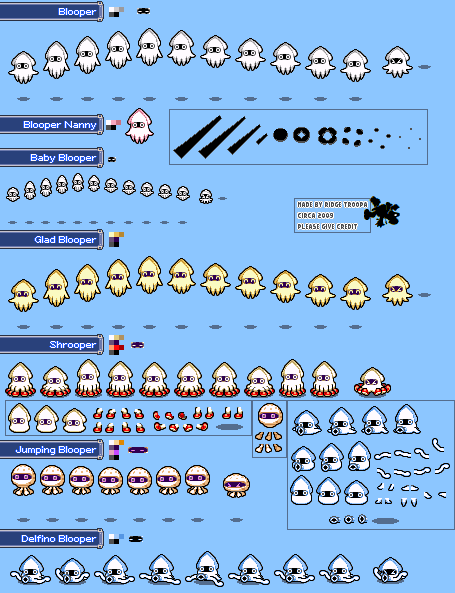 Blooper
Blooper Nanny
Baby Blooper
MADE BY RIDGE TROOPA
CIRCA 2009
PLEASE GIVE CREDIT
Glad Blooper
Shrooper
Jumping Blooper
Delfino Blooper